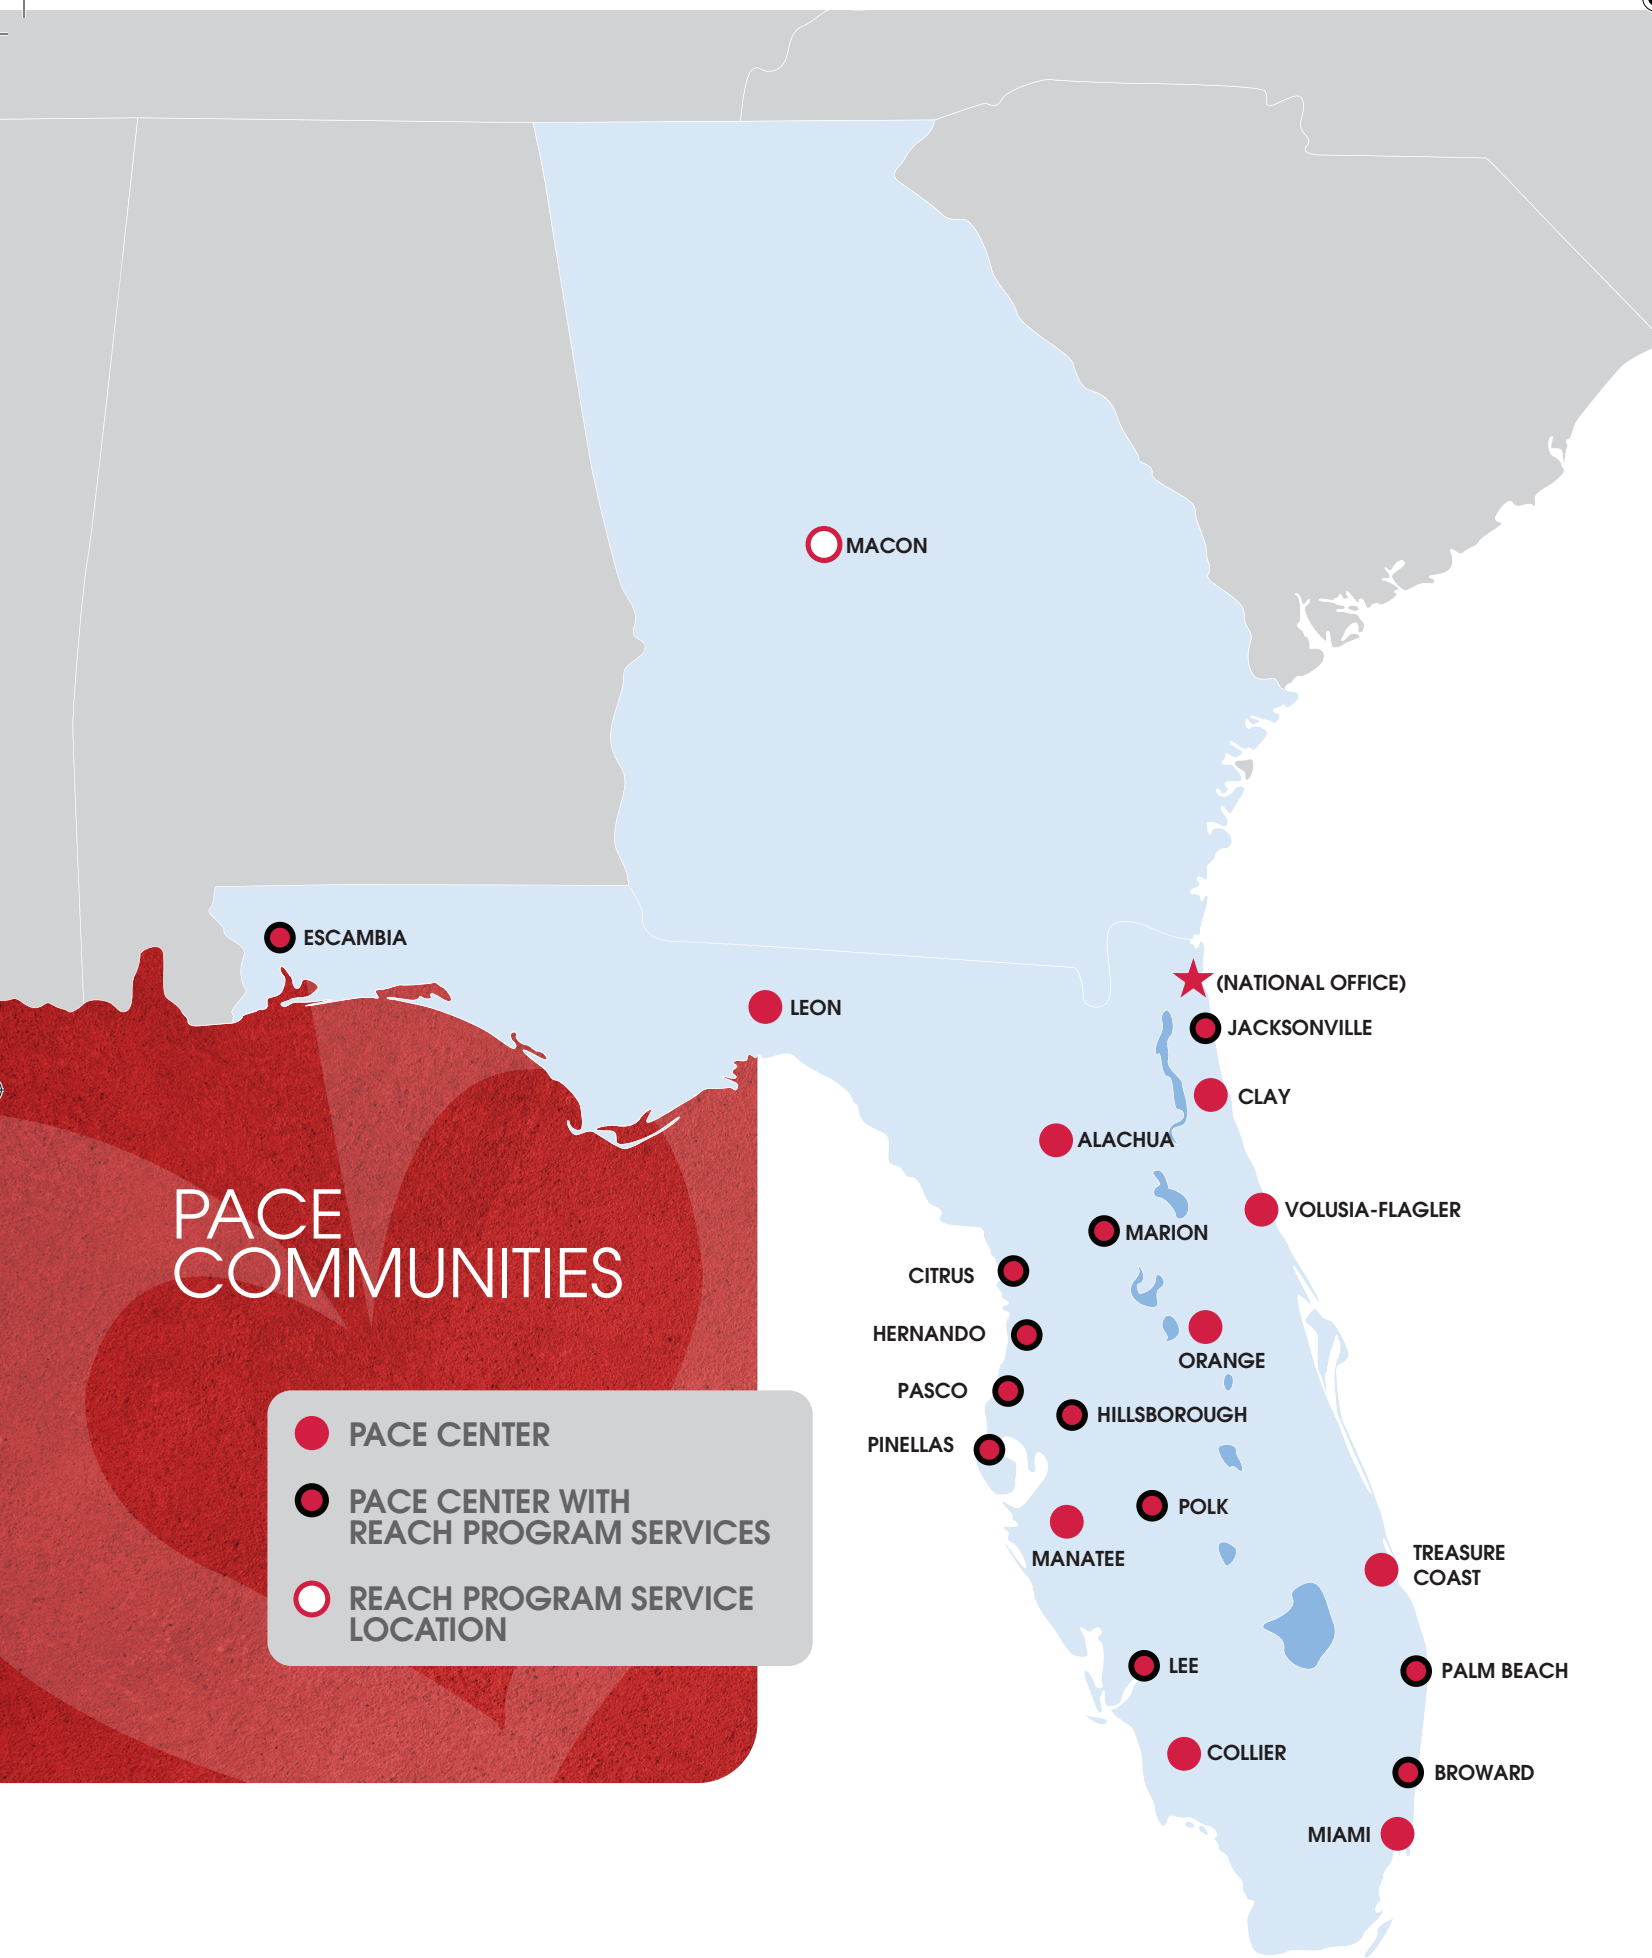 MACON
ESCAMBIA
(NATIONAL OFFICE)
LEON
JACKSONVILLE
CLAY
ALACHUA
VOLUSIA-FLAGLER
MARION
CITRUS
HERNANDO
ORANGE
PASCO
HILLSBOROUGH
PINELLAS
POLK
MANATEE
TREASURE
COAST
LEE
PALM BEACH
COLLIER
BROWARD
MIAMI
PACE
COMMUNITIES
PACE CENTER
PACE CENTER WITH
REACH PROGRAM SERVICES
REACH PROGRAM SERVICE
LOCATION